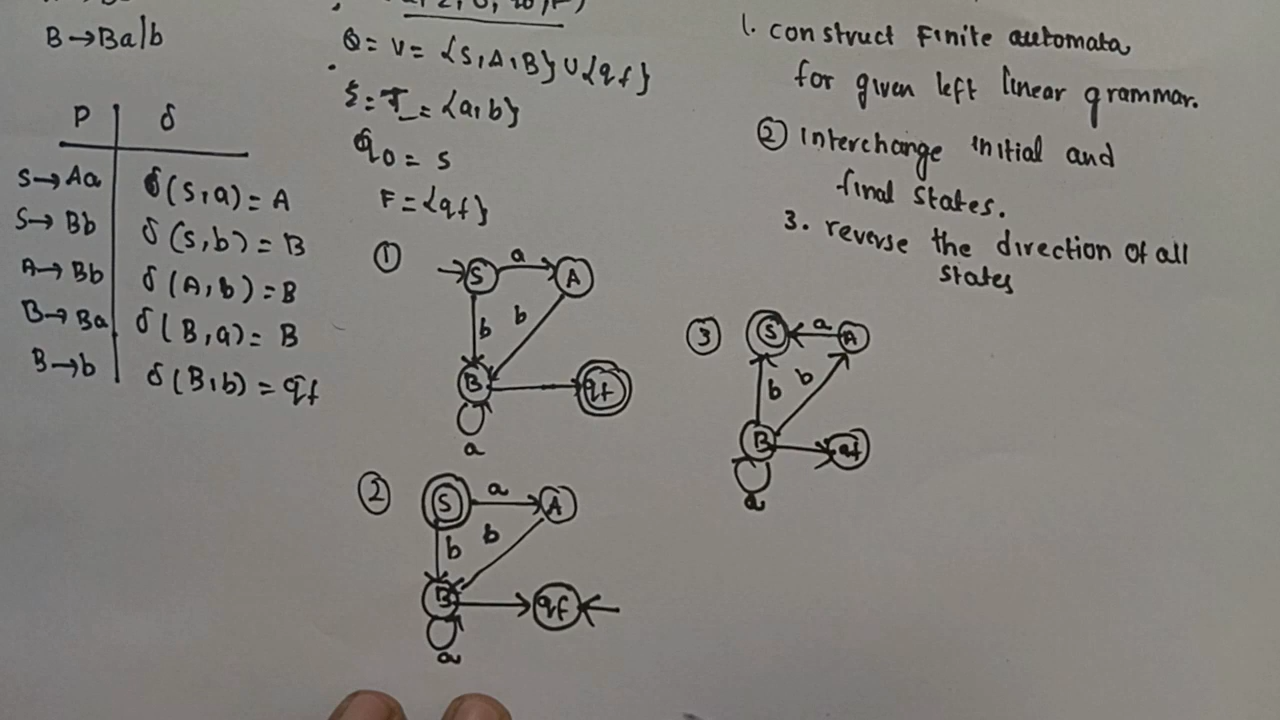 B→Ba|b
P δ
S→Aa δ(S,a)=A
S→Bb δ(S,b)=B
A→Bb δ(A,b)=B
B→Ba δ(B,a)=B
B→b δ(B,b)=qf
Q=V={S,A,B}∪{qf}
Σ=T={a,b}
q0=S
F={qf}
①
S a A
b b
B qf
a
②
S a A
b b
B qf
a
1. construct Finite automata
for given left linear grammar.
② Interchange initial and
final states.
3. reverse the direction of all
states
③
S a A
b b
B qf
a